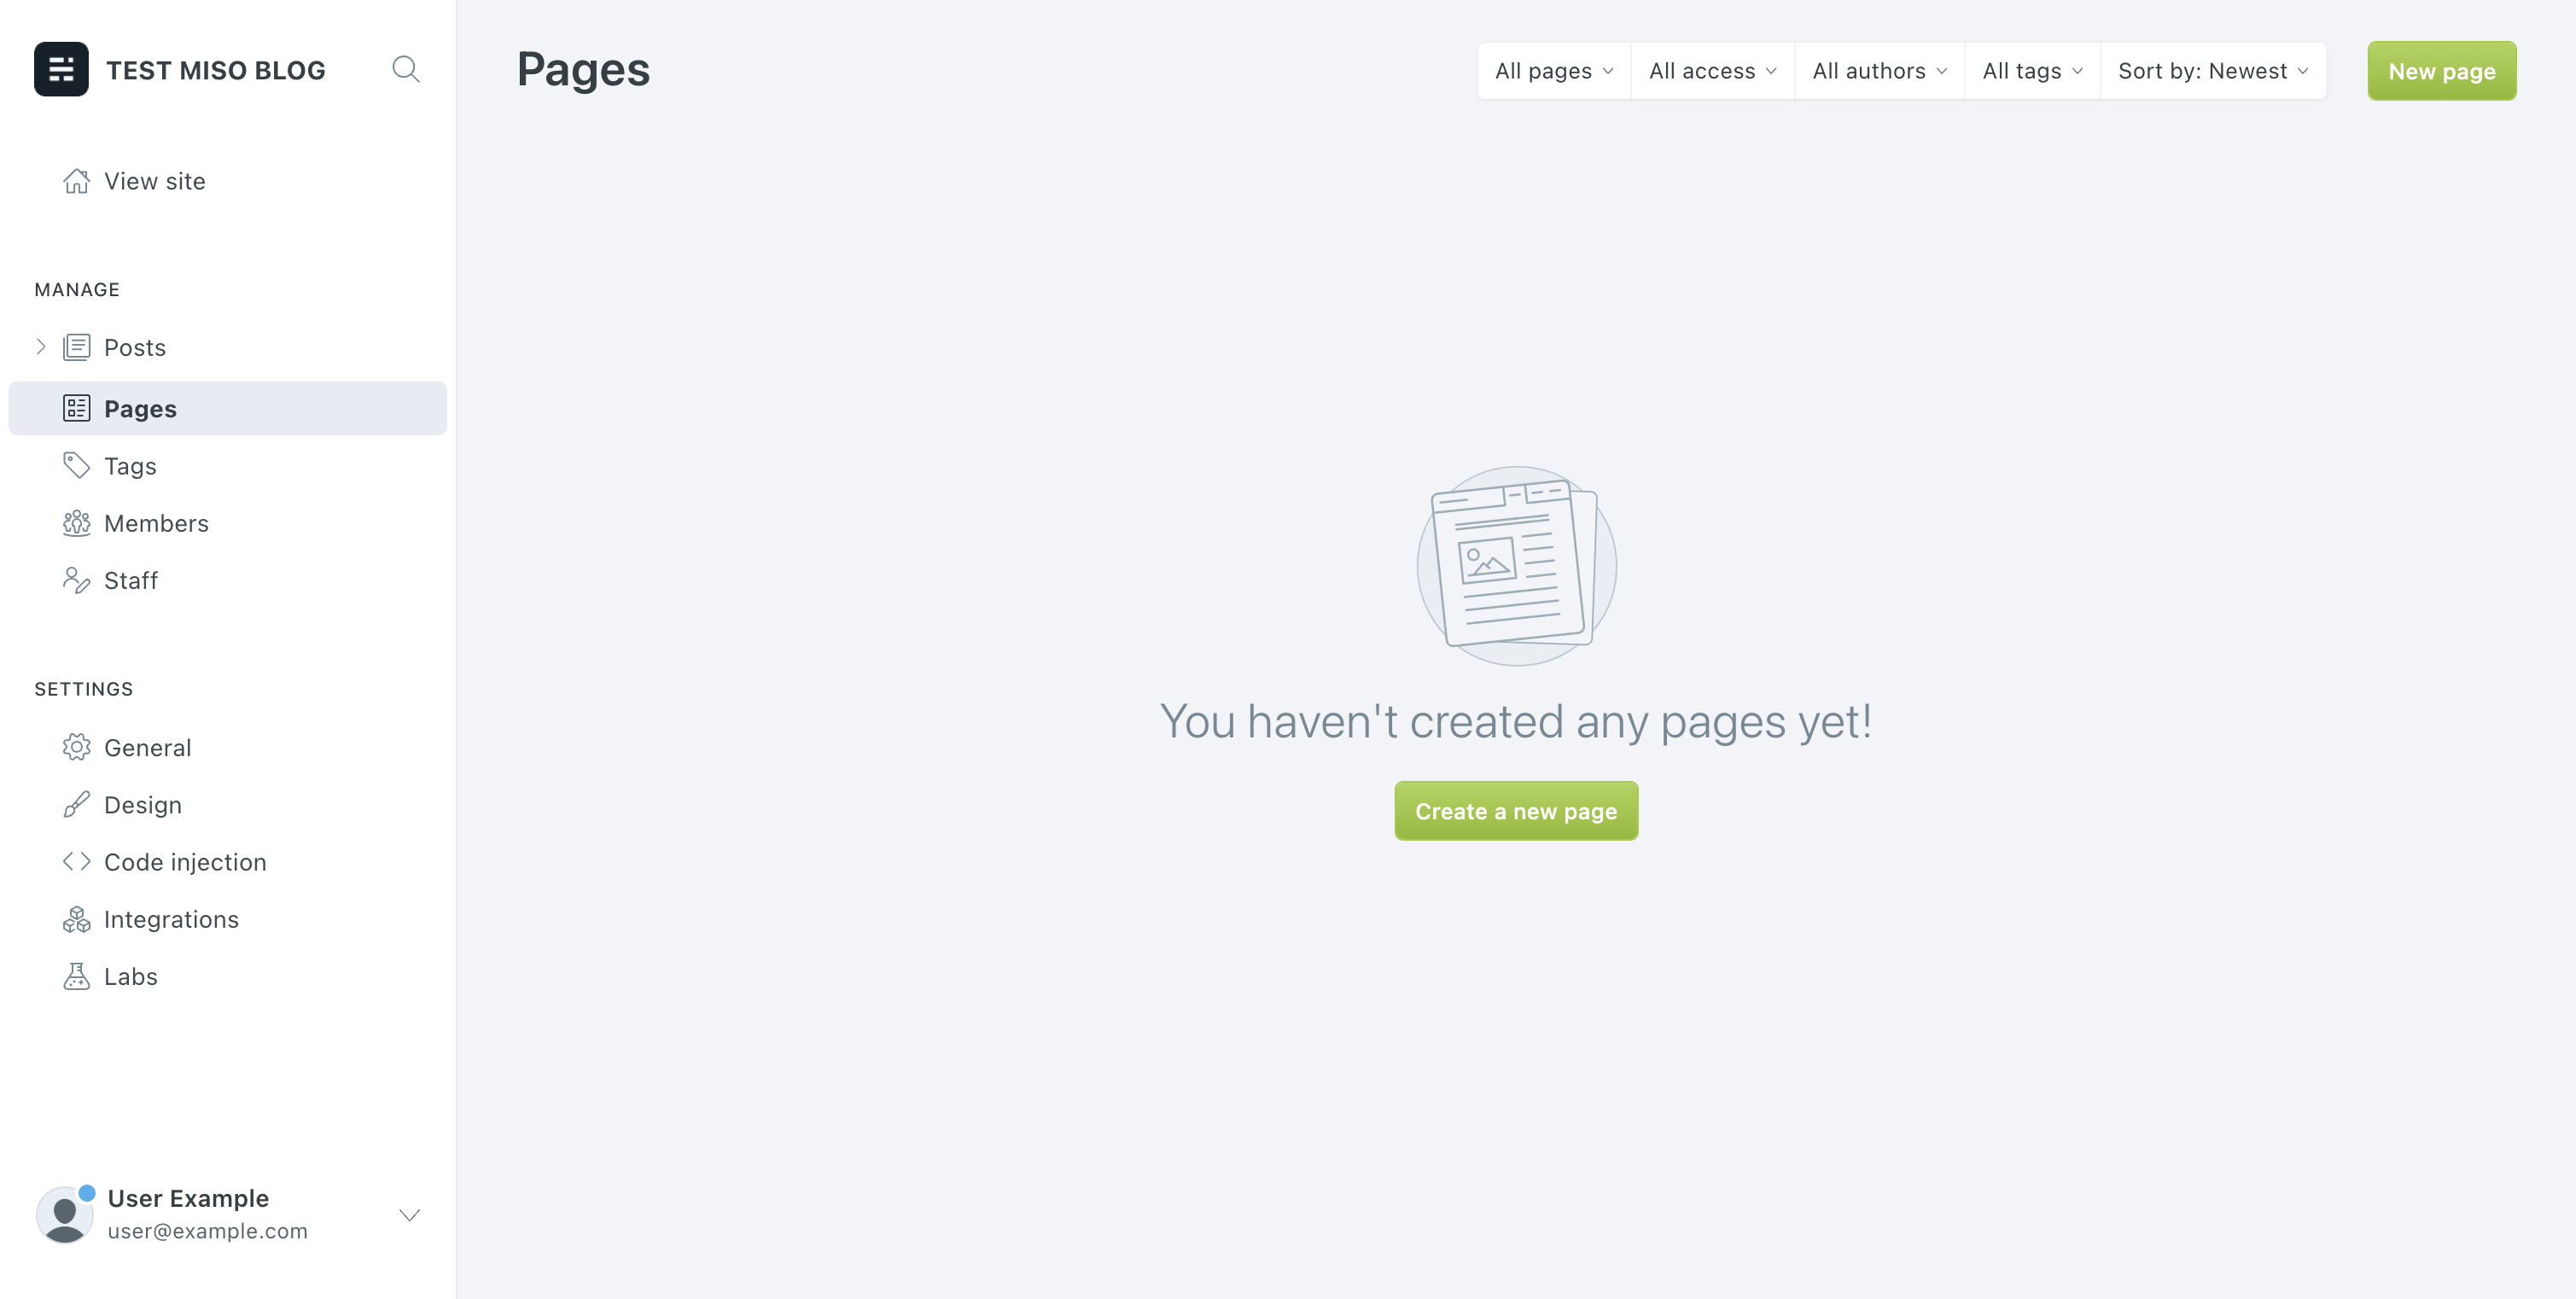 TEST MISO BLOG
View site
MANAGE
Posts
Pages
Tags
Members
Staff
SETTINGS
General
Design
Code injection
Integrations
Labs
User Example
user@example.com
Pages
All pages
All access
All authors
All tags
Sort by: Newest
New page
You haven't created any pages yet!
Create a new page